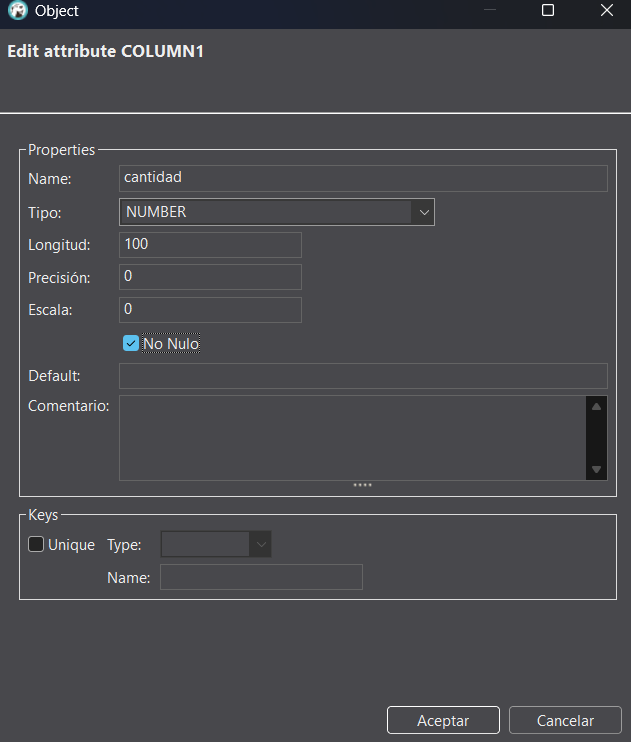 Object
Edit attribute COLUMN1
Properties
Name: cantidad
Tipo: NUMBER
Longitud: 100
Precisión: 0
Escala: 0
No Nulo
Default:
Comentario:
Keys
Unique Type:
Name:
Aceptar Cancelar